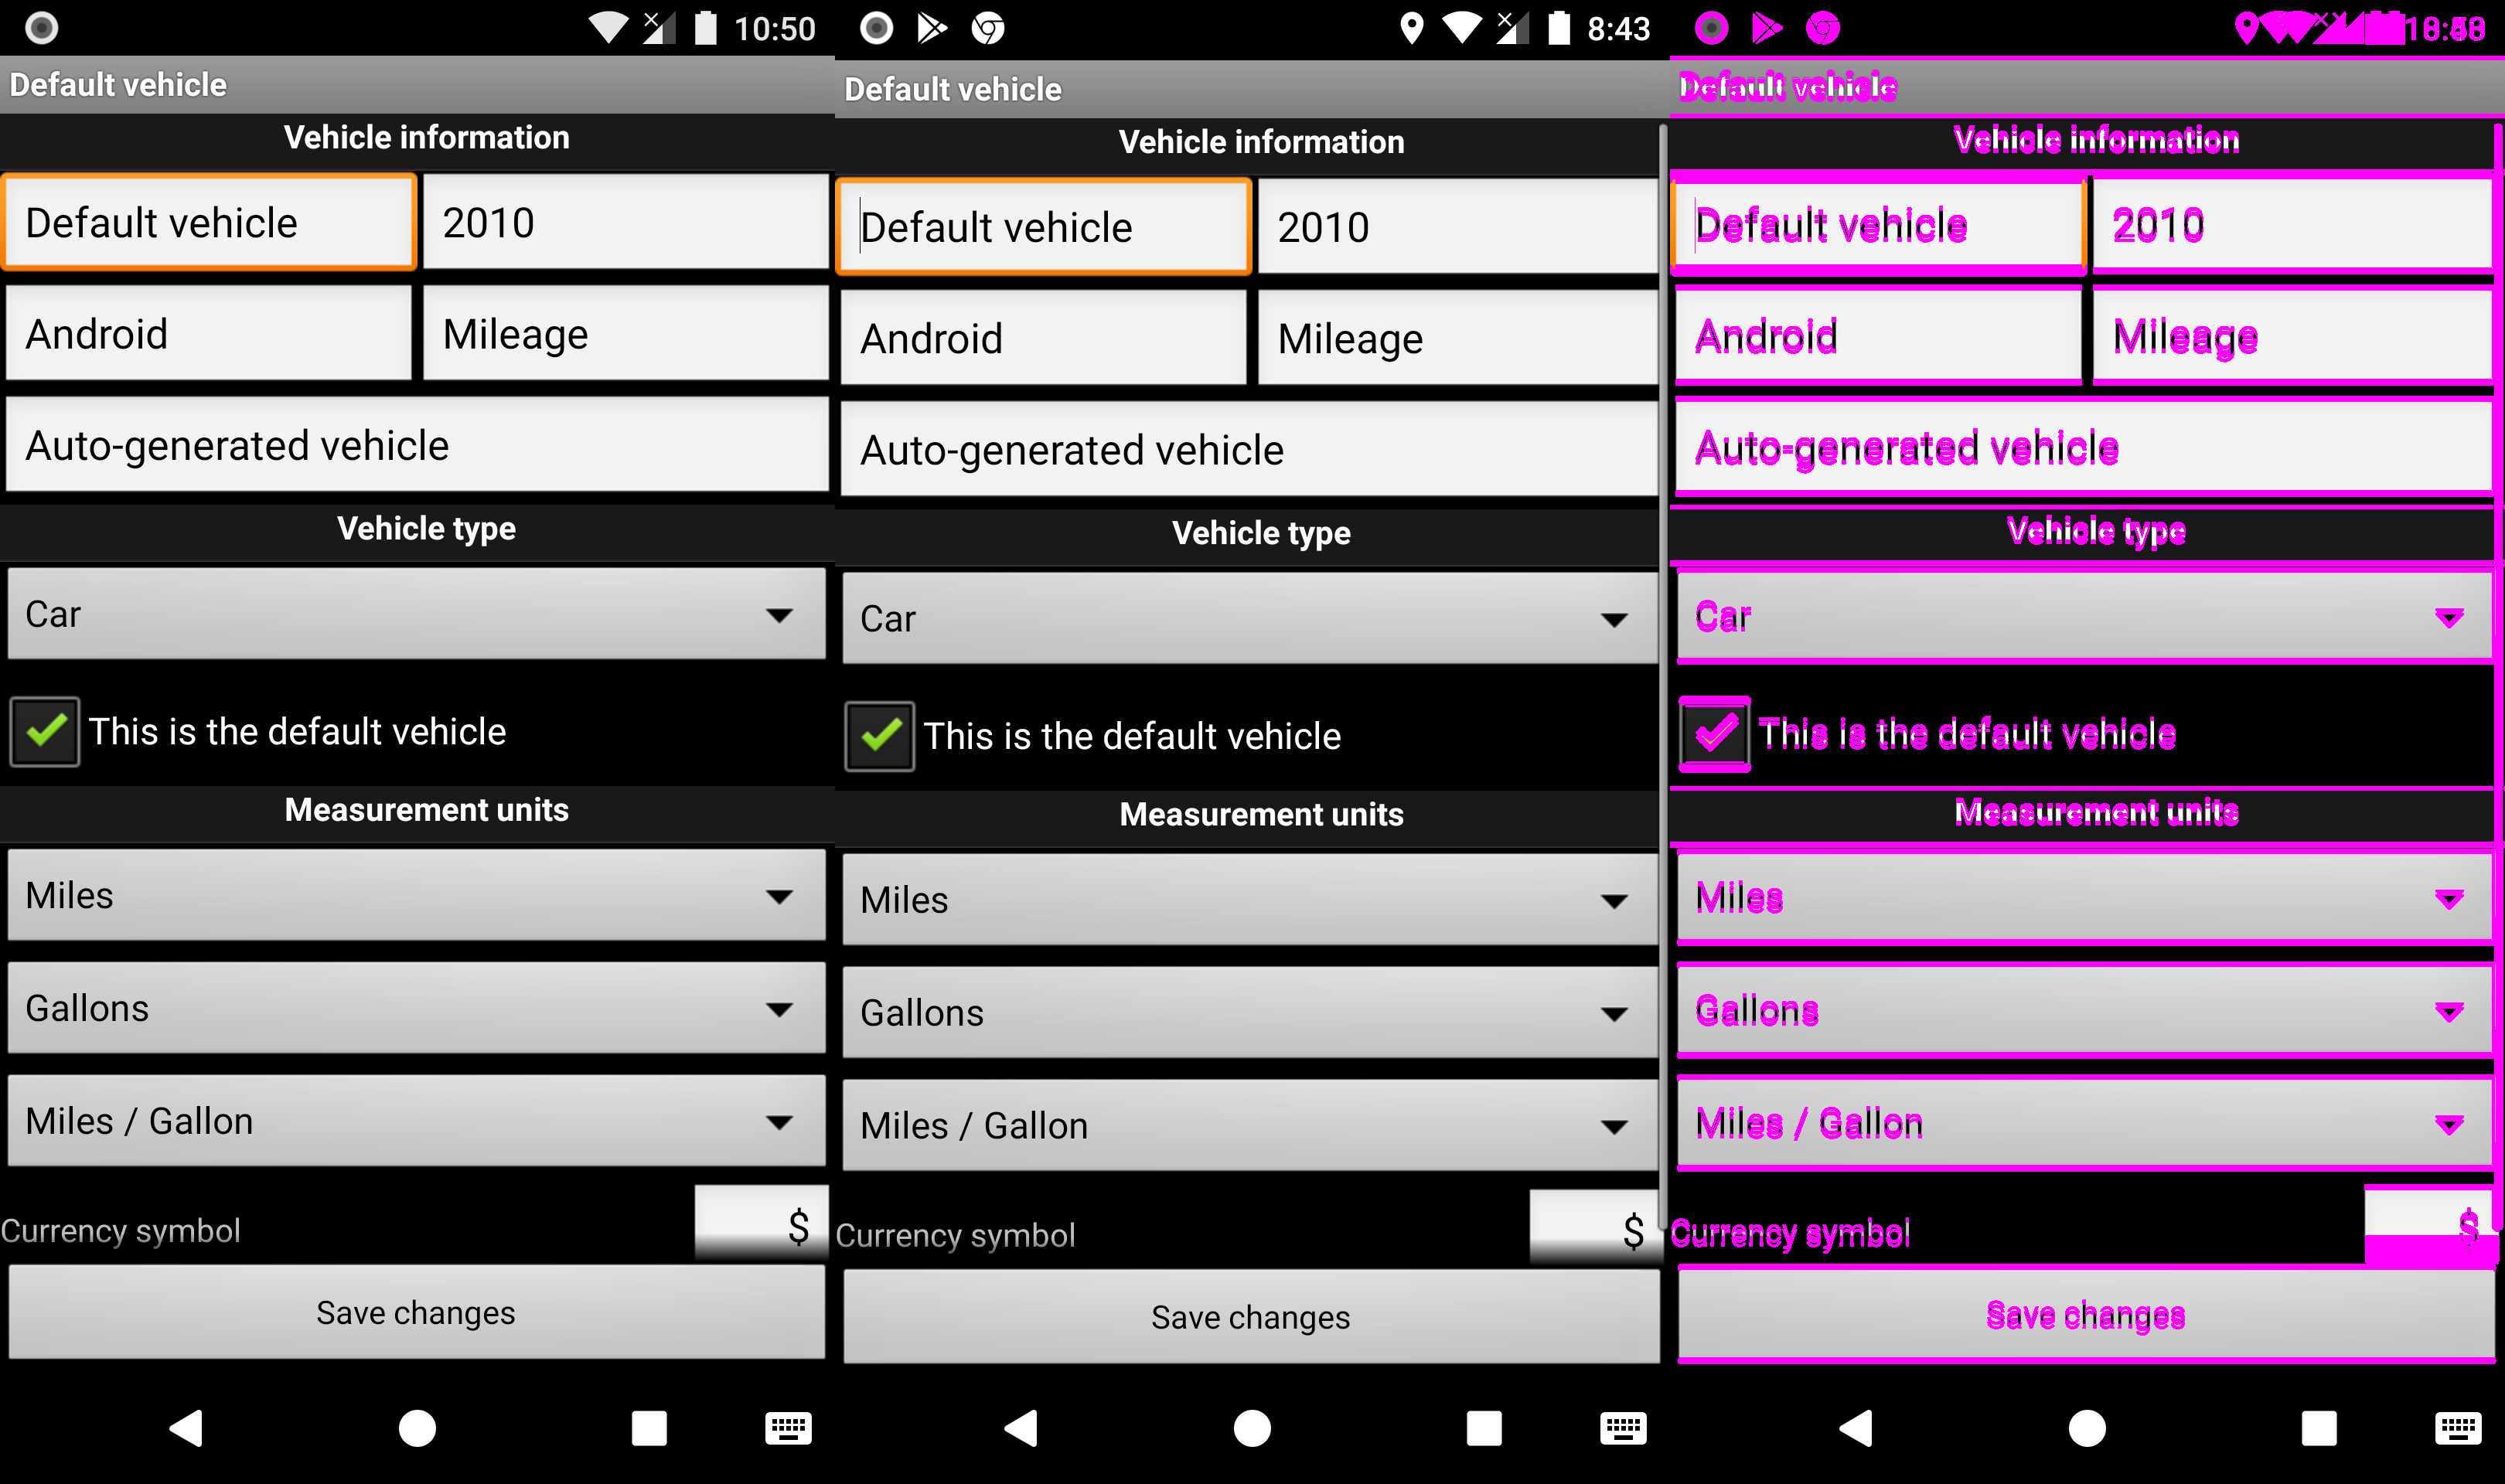 10:50
Default vehicle
Vehicle information
Default vehicle 2010
Android Mileage
Auto-generated vehicle
Vehicle type
Car
This is the default vehicle
Measurement units
Miles
Gallons
Miles / Gallon
Currency symbol $
Save changes
8:43
Default vehicle
Vehicle information
Default vehicle 2010
Android Mileage
Auto-generated vehicle
Vehicle type
Car
This is the default vehicle
Measurement units
Miles
Gallons
Miles / Gallon
Currency symbol $
Save changes
Default vehicle
Vehicle information
Default vehicle 2010
Android Mileage
Auto-generated vehicle
Vehicle type
Car
This is the default vehicle
Measurement units
Miles
Gallons
Miles / Gallon
Currency symbol $
Save changes